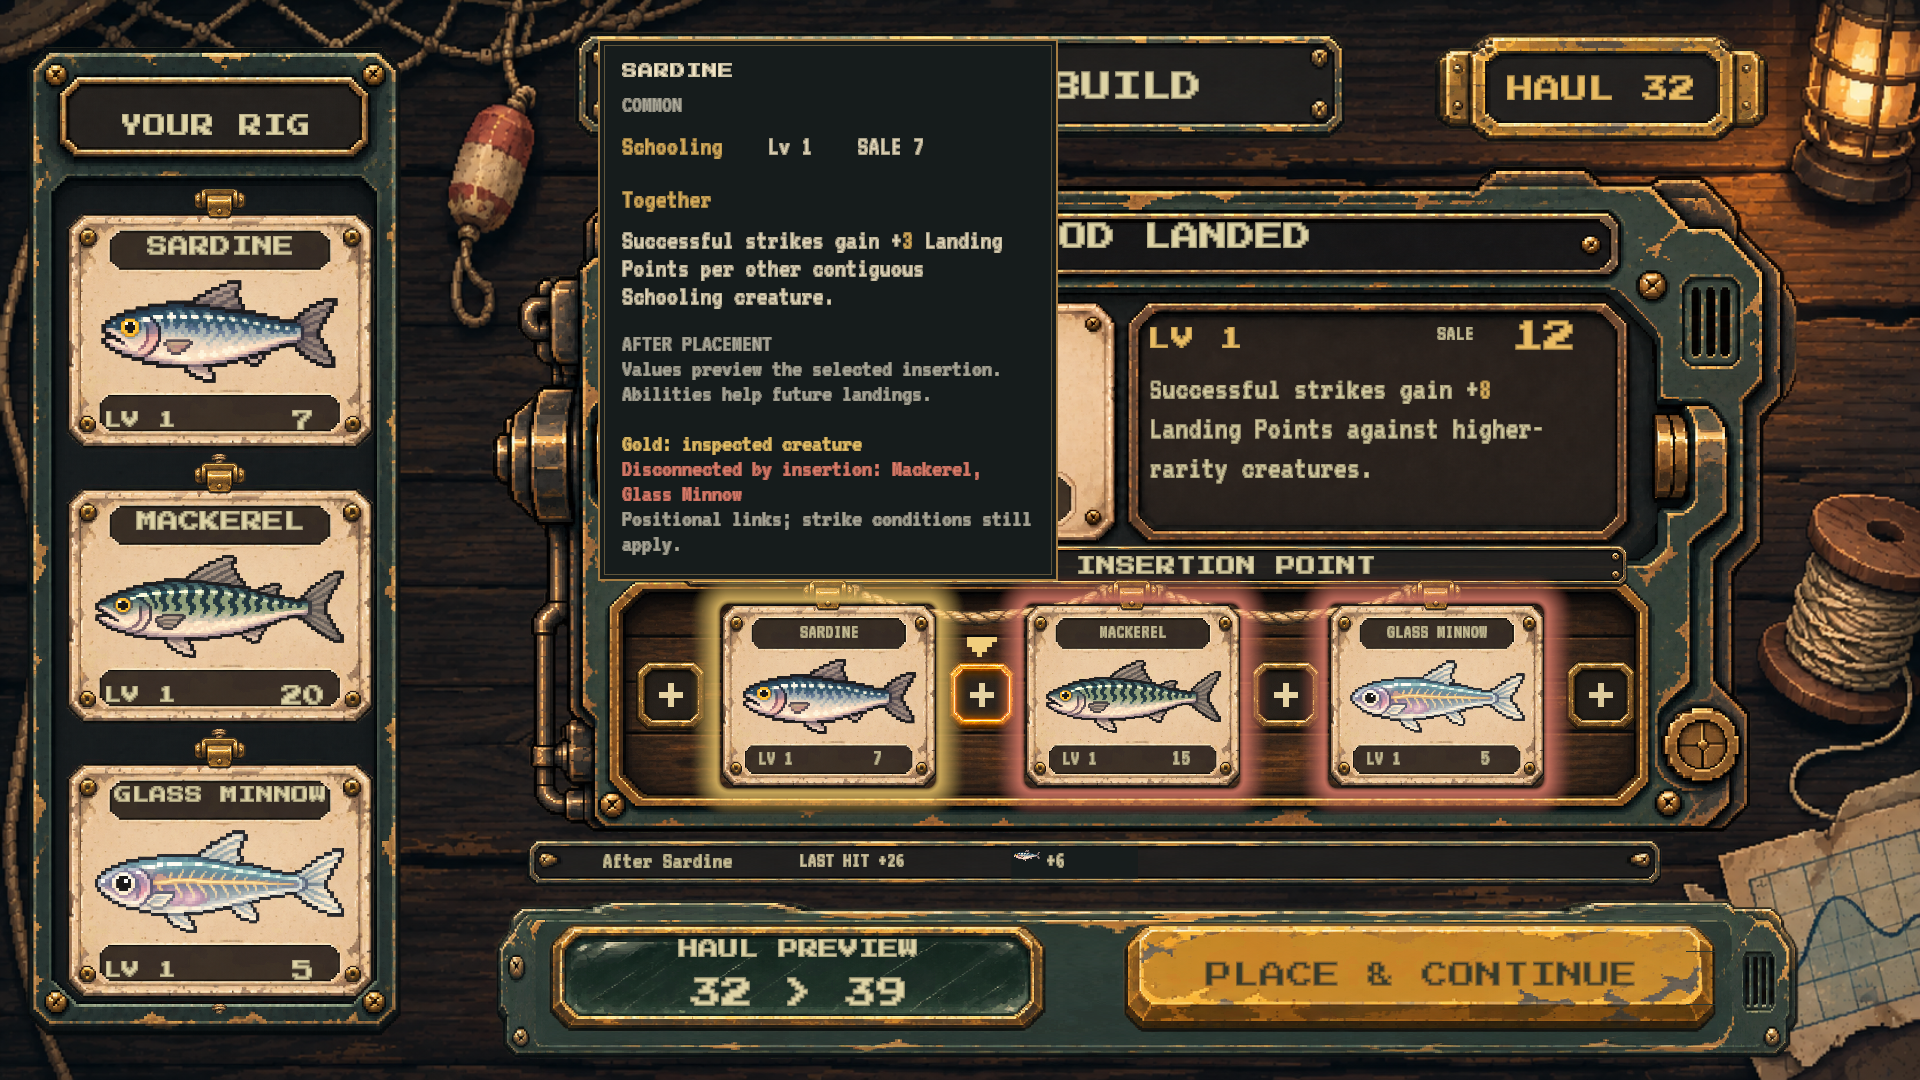 YOUR RIG
SARDINE
LV 1 7
MACKEREL
LV 1 20
GLASS MINNOW
LV 1 5
BUILD
HAUL 32
SARDINE
COMMON
Schooling Lv 1 SALE 7
Together
Successful strikes gain +3 Landing
Points per other contiguous
Schooling creature.
AFTER PLACEMENT
Values preview the selected insertion.
Abilities help future landings.
Gold: inspected creature
Disconnected by insertion: Mackerel,
Glass Minnow
Positional links; strike conditions still
apply.
OD LANDED
LV 1 SALE 12
Successful strikes gain +8
Landing Points against higher-
rarity creatures.
INSERTION POINT
SARDINE
LV 1 7
MACKEREL
LV 1 15
GLASS MINNOW
LV 1 5
After Sardine LAST HIT +26 +6
HAUL PREVIEW
32 > 39
PLACE & CONTINUE